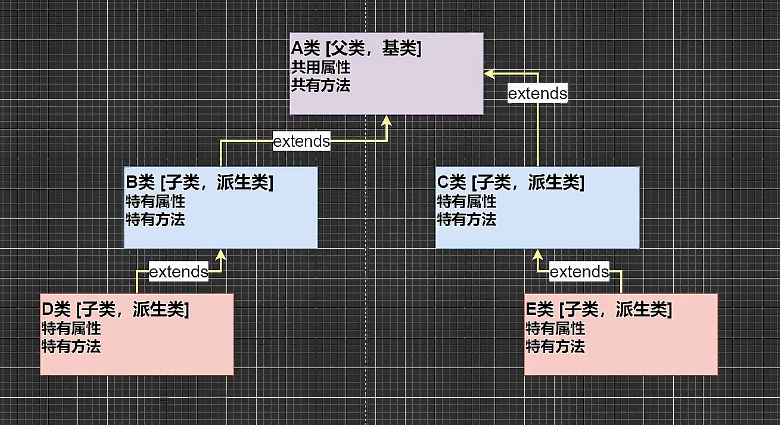 A类 [父类，基类]
共用属性
共有方法
extends
extends
B类 [子类，派生类]
特有属性
特有方法
C类 [子类，派生类]
特有属性
特有方法
extends
extends
D类 [子类，派生类]
特有属性
特有方法
E类 [子类，派生类]
特有属性
特有方法